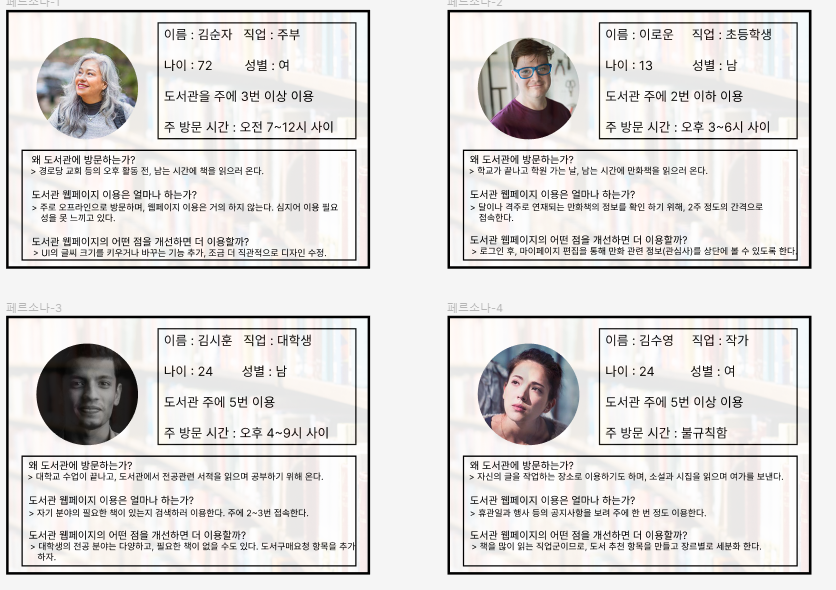 페르소나-1
이름 : 김순자 직업 : 주부
나이 : 72 성별 : 여
도서관을 주에 3번 이상 이용
주 방문 시간 : 오전 7~12시 사이
왜 도서관에 방문하는가?
> 경로당 교회 등의 오후 활동 전, 남는 시간에 책을 읽으러 온다.
도서관 웹페이지 이용은 얼마나 하는가?
> 주로 오프라인으로 방문하며, 웹페이지 이용은 거의 하지 않는다. 심지어 이용 필요
성을 못 느끼고 있다.
도서관 웹페이지의 어떤 점을 개선하면 더 이용할까?
> UI의 글씨 크기를 키우거나 바꾸는 기능 추가, 조금 더 직관적으로 디자인 수정.
페르소나-2
이름 : 이로운 직업 : 초등학생
나이 : 13 성별 : 남
도서관 주에 2번 이하 이용
주 방문 시간 : 오후 3~6시 사이
왜 도서관에 방문하는가?
> 학교가 끝나고 학원 가는 날, 남는 시간에 만화책을 읽으러 온다.
도서관 웹페이지 이용은 얼마나 하는가?
> 달이나 격주로 연재되는 만화책의 정보를 확인 하기 위해, 2주 정도의 간격으로
접속한다.
도서관 웹페이지의 어떤 점을 개선하면 더 이용할까?
> 로그인 후, 마이페이지 편집을 통해 만화 관련 정보(관심사)를 상단에 볼 수 있도록 한다.
페르소나-3
이름 : 김시훈 직업 : 대학생
나이 : 24 성별 : 남
도서관 주에 5번 이용
주 방문 시간 : 오후 4~9시 사이
왜 도서관에 방문하는가?
> 대학교 수업이 끝나고, 도서관에서 전공관련 서적을 읽으며 공부하기 위해 온다.
도서관 웹페이지 이용은 얼마나 하는가?
> 자기 분야의 필요한 책이 있는지 검색하러 이용한다. 주에 2~3번 접속한다.
도서관 웹페이지의 어떤 점을 개선하면 더 이용할까?
> 대학생의 전공 분야는 다양하고, 필요한 책이 없을 수도 있다. 도서구매요청 항목을 추가
하자.
페르소나-4
이름 : 김수영 직업 : 작가
나이 : 24 성별 : 여
도서관 주에 5번 이상 이용
주 방문 시간 : 불규칙함
왜 도서관에 방문하는가?
> 자신의 글을 작업하는 장소로 이용하기도 하며, 소설과 시집을 읽으며 여가를 보낸다.
도서관 웹페이지 이용은 얼마나 하는가?
> 휴관일과 행사 등의 공지사항을 보려 주에 한 번 정도 이용한다.
도서관 웹페이지의 어떤 점을 개선하면 더 이용할까?
> 책을 많이 읽는 직업군이므로, 도서 추천 항목을 만들고 장르별로 세분화 한다.